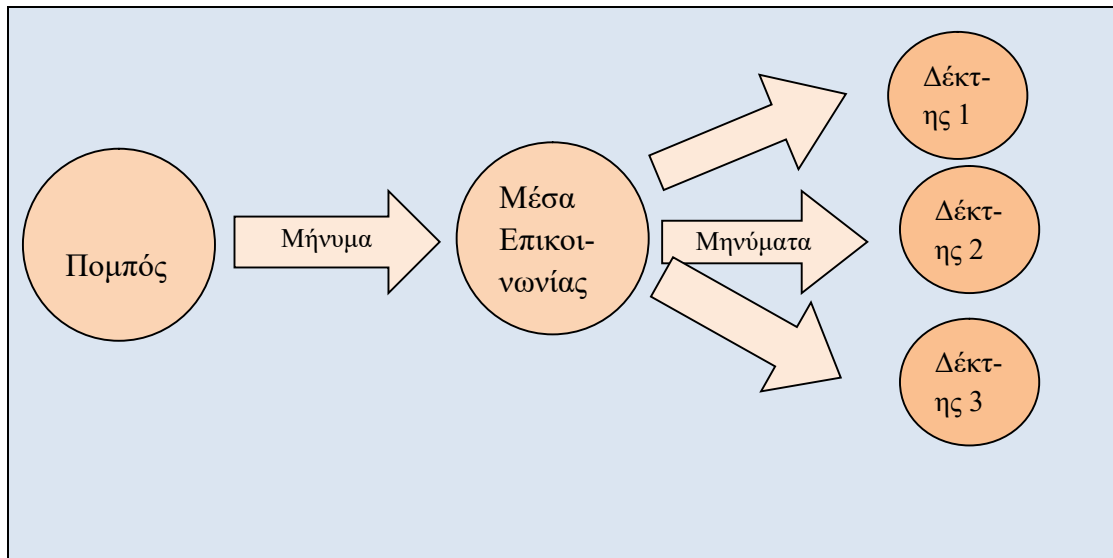 Πομπός
Μήνυμα
Μέσα
Επικοι-
νωνίας
Μηνύματα
Δέκτ-
ης 1
Δέκτ-
ης 2
Δέκτ-
ης 3